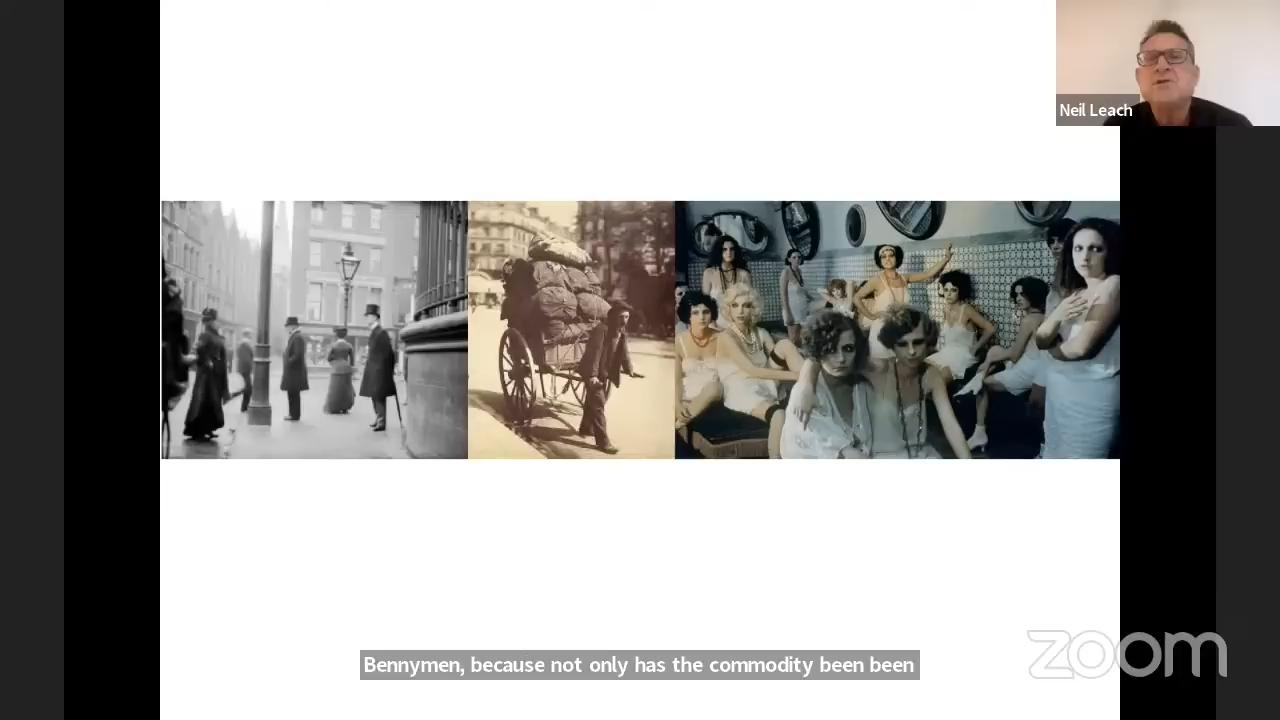 Neil Leach
Bennymen, because not only has the commodity been been
zoom